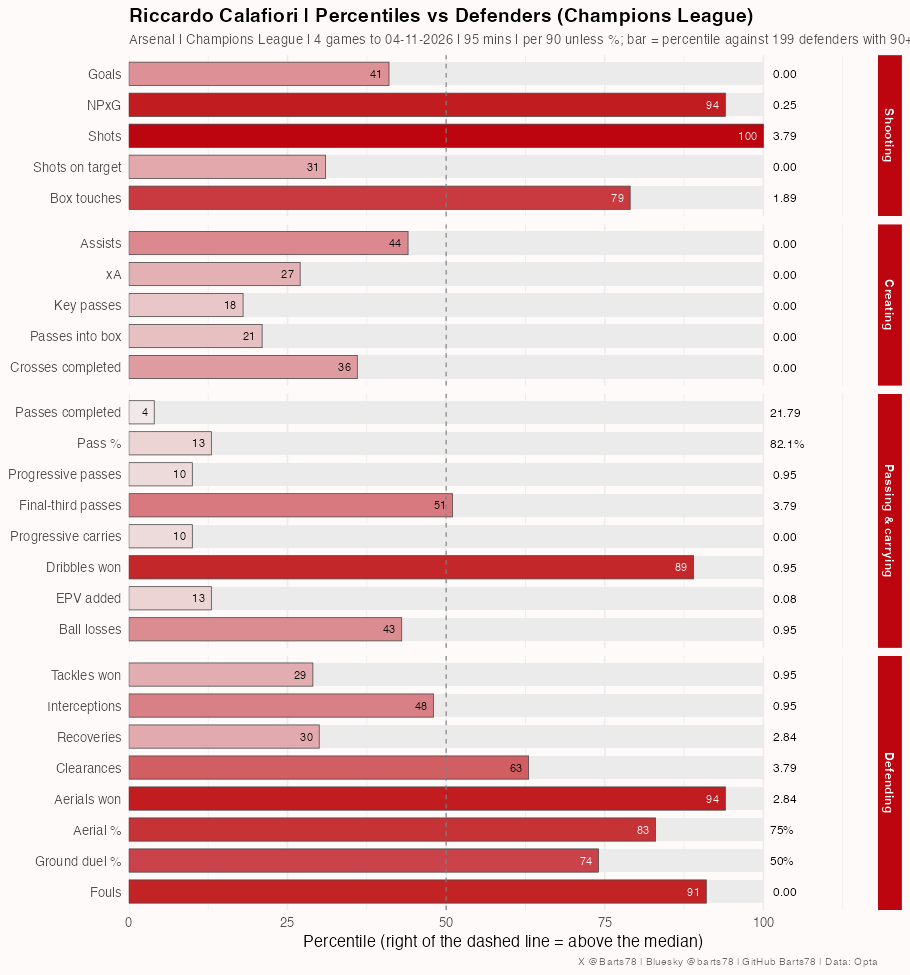 Riccardo Calafiori | Percentiles vs Defenders (Champions League)
Arsenal | Champions League | 4 games to 04-11-2026 | 95 mins | per 90 unless %; bar = percentile against 199 defenders with 90+
Goals 41 0.00
NPxG 94 0.25
Shots 100 3.79
Shots on target 31 0.00
Box touches 79 1.89
Shooting
Assists 44 0.00
xA 27 0.00
Key passes 18 0.00
Passes into box 21 0.00
Crosses completed 36 0.00
Creating
Passes completed 4 21.79
Pass % 13 82.1%
Progressive passes 10 0.95
Final-third passes 51 3.79
Progressive carries 10 0.00
Dribbles won 89 0.95
EPV added 13 0.08
Ball losses 43 0.95
Passing & carrying
Tackles won 29 0.95
Interceptions 48 0.95
Recoveries 30 2.84
Clearances 63 3.79
Aerials won 94 2.84
Aerial % 83 75%
Ground duel % 74 50%
Fouls 91 0.00
Defending
0 25 50 75 100
Percentile (right of the dashed line = above the median)
X @Barts78 | Bluesky @barts78 | GitHub Barts78 | Data: Opta